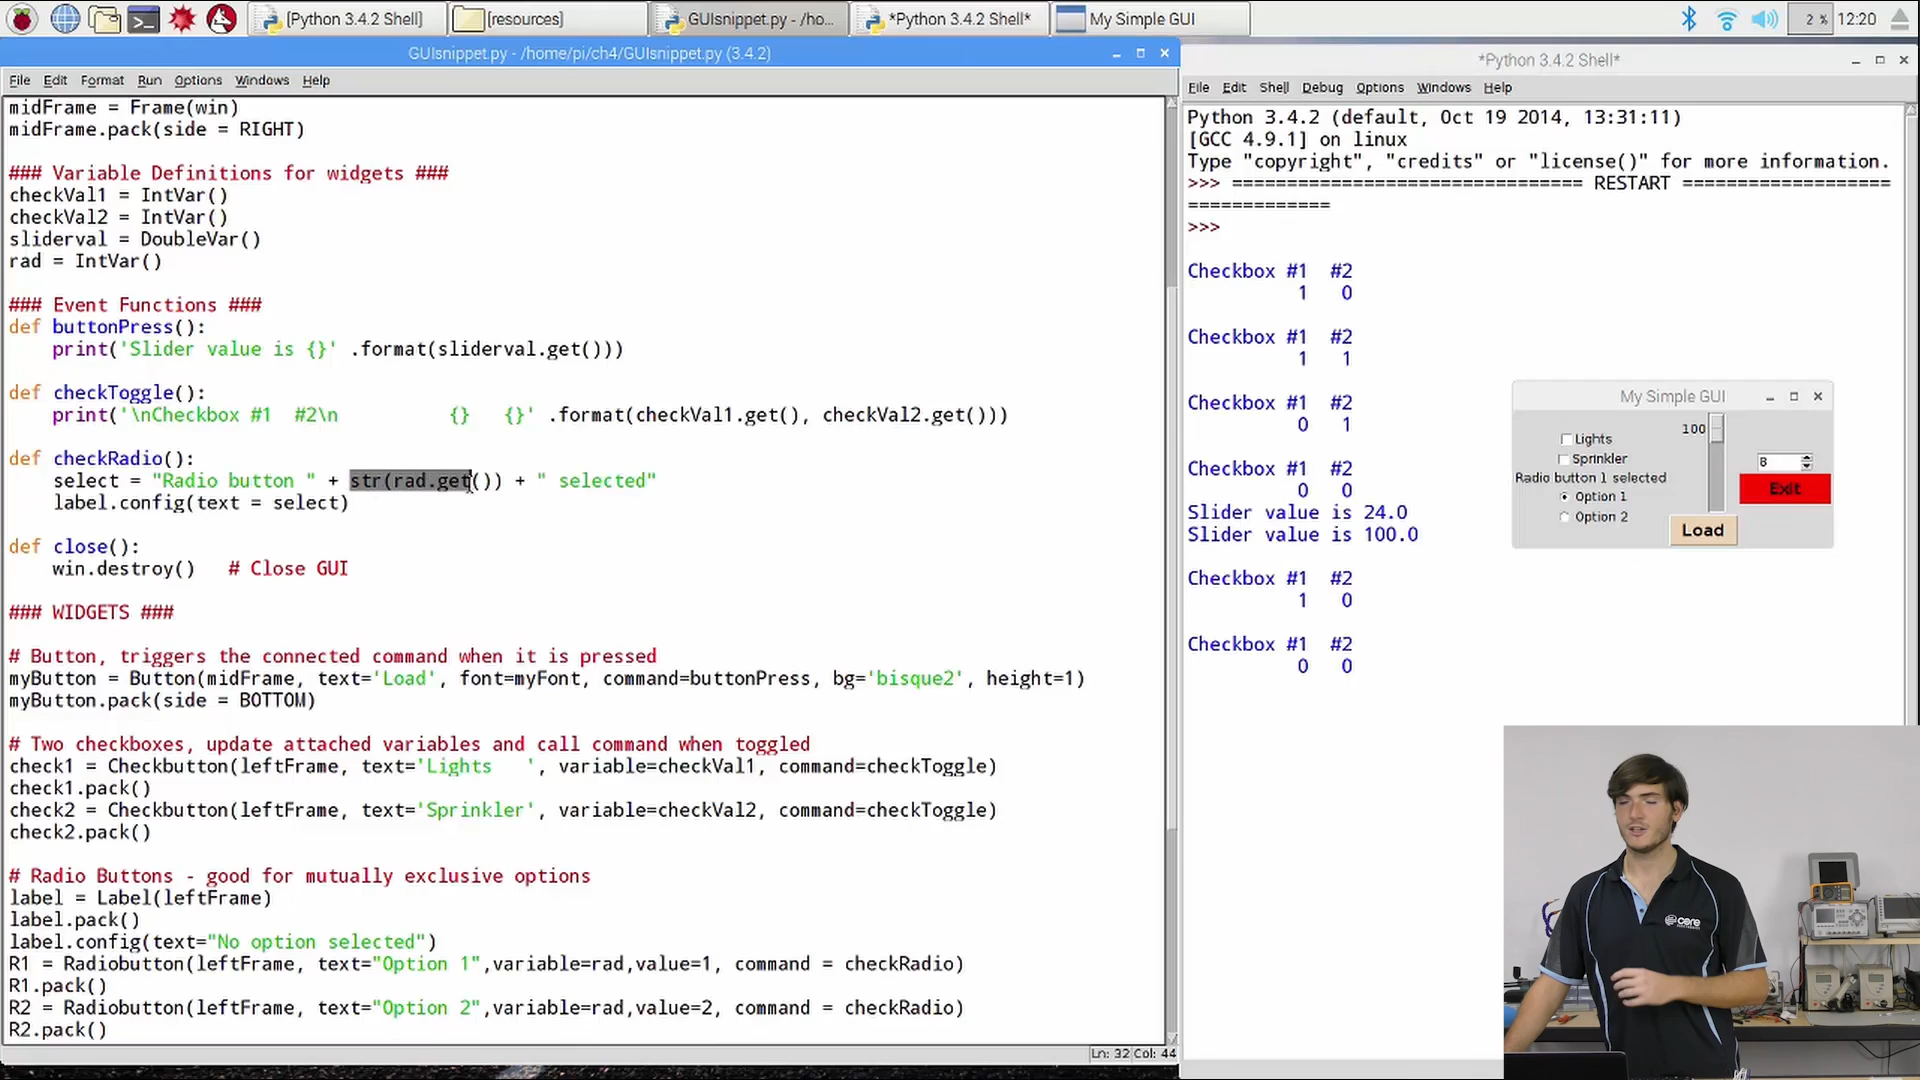 [Python 3.4.2 Shell]
[resources]
GUIsnippet.py - /ho...
*Python 3.4.2 Shell*
My Simple GUI
2 %
12:20
GUIsnippet.py - /home/pi/ch4/GUIsnippet.py (3.4.2)
File Edit Format Run Options Windows Help
midFrame = Frame(win)
midFrame.pack(side = RIGHT)
### Variable Definitions for widgets ###
checkVal1 = IntVar()
checkVal2 = IntVar()
sliderval = DoubleVar()
rad = IntVar()
### Event Functions ###
def buttonPress():
    print('Slider value is {}' .format(sliderval.get()))
def checkToggle():
    print('\nCheckbox #1  #2\n          {}   {}' .format(checkVal1.get(), checkVal2.get()))
def checkRadio():
    select = "Radio button " + str(rad.get()) + " selected"
    label.config(text = select)
def close():
    win.destroy()   # Close GUI
### WIDGETS ###
# Button, triggers the connected command when it is pressed
myButton = Button(midFrame, text='Load', font=myFont, command=buttonPress, bg='bisque2', height=1)
myButton.pack(side = BOTTOM)
# Two checkboxes, update attached variables and call command when toggled
check1 = Checkbutton(leftFrame, text='Lights   ', variable=checkVal1, command=checkToggle)
check1.pack()
check2 = Checkbutton(leftFrame, text='Sprinkler', variable=checkVal2, command=checkToggle)
check2.pack()
# Radio Buttons - good for mutually exclusive options
label = Label(leftFrame)
label.pack()
label.config(text="No option selected")
R1 = Radiobutton(leftFrame, text="Option 1",variable=rad,value=1, command = checkRadio)
R1.pack()
R2 = Radiobutton(leftFrame, text="Option 2",variable=rad,value=2, command = checkRadio)
R2.pack()
Ln: 32 Col: 44
*Python 3.4.2 Shell*
File Edit Shell Debug Options Windows Help
Python 3.4.2 (default, Oct 19 2014, 13:31:11)
[GCC 4.9.1] on linux
Type "copyright", "credits" or "license()" for more information.
>>> ================================ RESTART ===================
=============
>>>
Checkbox #1  #2
          1   0
Checkbox #1  #2
          1   1
Checkbox #1  #2
          0   1
Checkbox #1  #2
          0   0
Slider value is 24.0
Slider value is 100.0
Checkbox #1  #2
          1   0
Checkbox #1  #2
          0   0
My Simple GUI
Lights
Sprinkler
Radio button 1 selected
Option 1
Option 2
100
Load
8
Exit
core